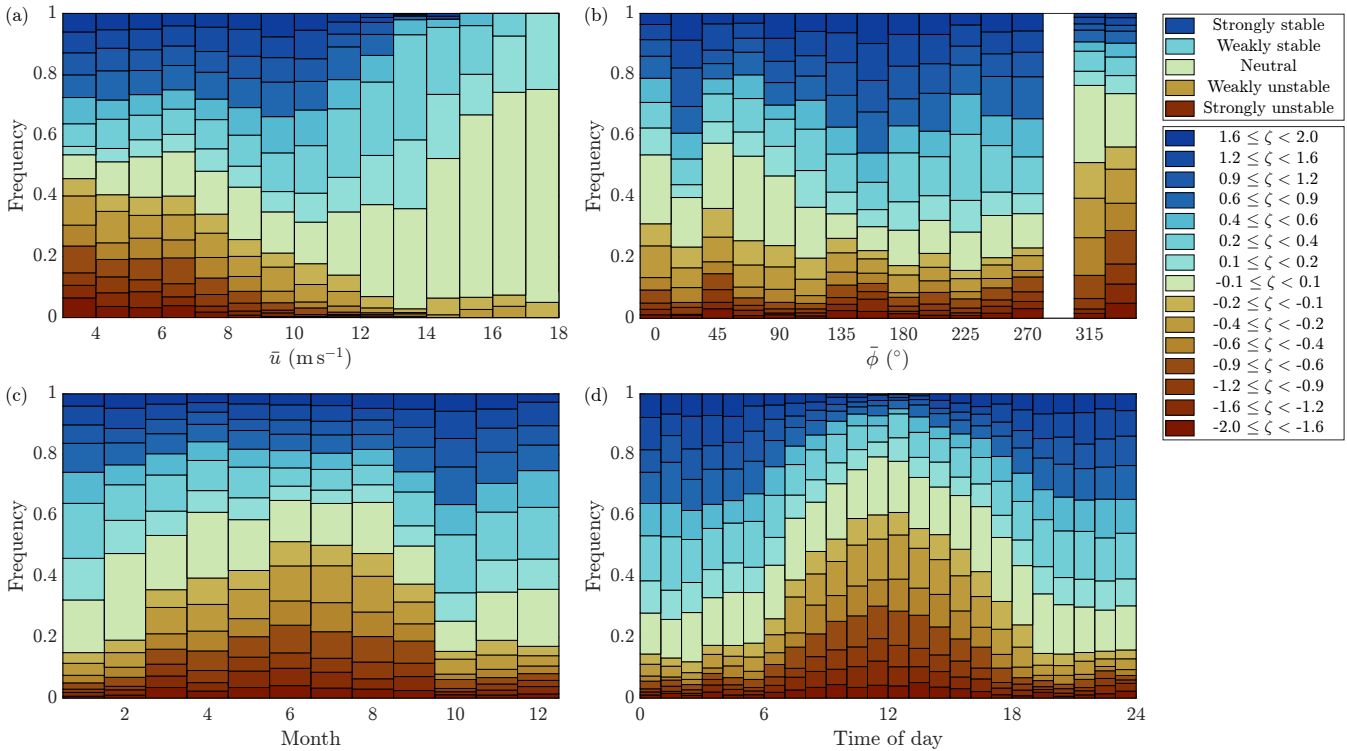 (a)
Frequency
1
0.8
0.6
0.4
0.2
0
4 6 8 10 12 14 16 18
ū (m s⁻¹)
(b)
Frequency
1
0.8
0.6
0.4
0.2
0
0 45 90 135 180 225 270 315
ϕ̄ (°)
Strongly stable
Weakly stable
Neutral
Weakly unstable
Strongly unstable
1.6 ≤ ζ < 2.0
1.2 ≤ ζ < 1.6
0.9 ≤ ζ < 1.2
0.6 ≤ ζ < 0.9
0.4 ≤ ζ < 0.6
0.2 ≤ ζ < 0.4
0.1 ≤ ζ < 0.2
-0.1 ≤ ζ < 0.1
-0.2 ≤ ζ < -0.1
-0.4 ≤ ζ < -0.2
-0.6 ≤ ζ < -0.4
-0.9 ≤ ζ < -0.6
-1.2 ≤ ζ < -0.9
-1.6 ≤ ζ < -1.2
-2.0 ≤ ζ < -1.6
(c)
Frequency
1
0.8
0.6
0.4
0.2
0
2 4 6 8 10 12
Month
(d)
Frequency
1
0.8
0.6
0.4
0.2
0
0 6 12 18 24
Time of day